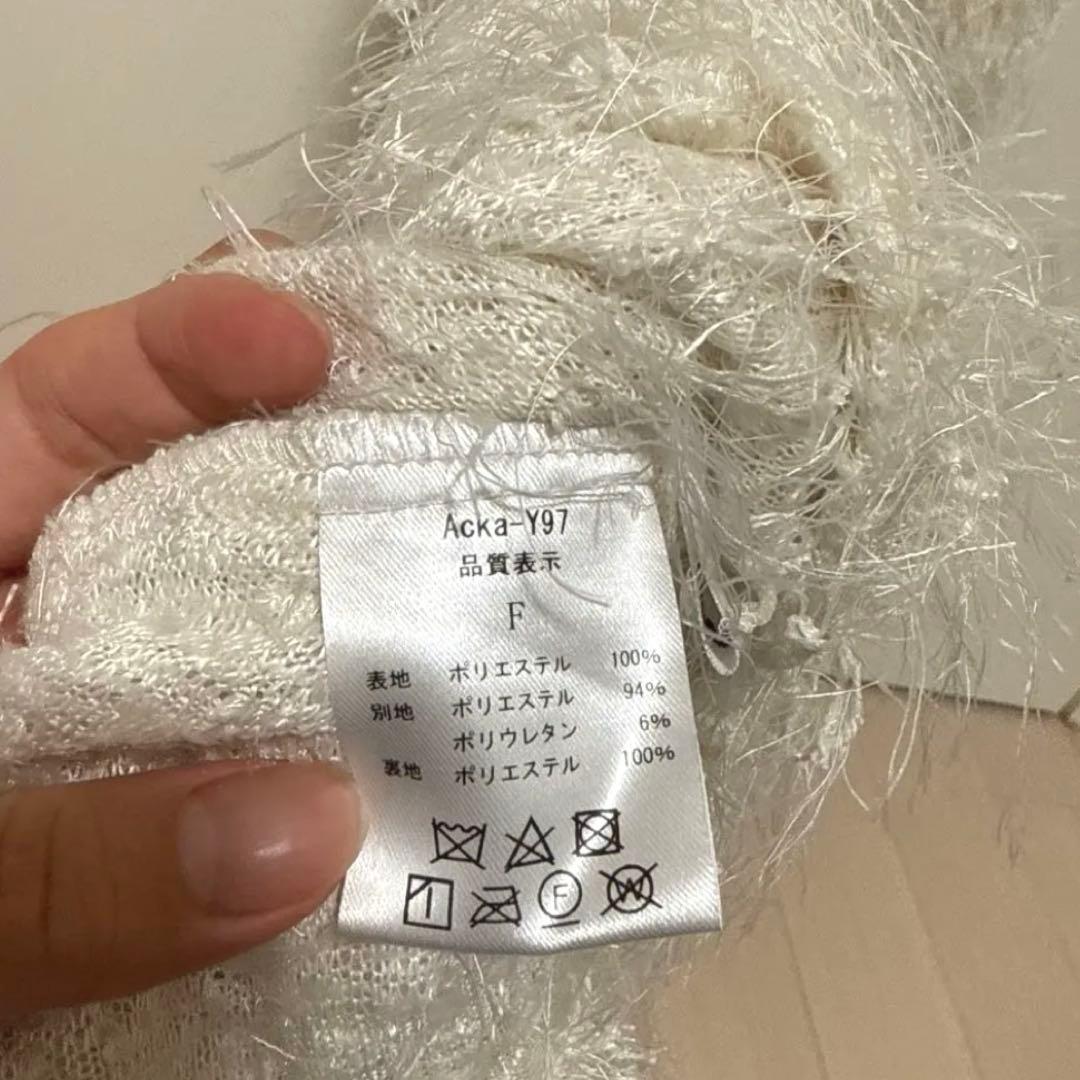 Acka-Y97
品質表示
F
表地 ポリエステル 100%
別地 ポリエステル 94%
ポリウレタン 6%
裏地 ポリエステル 100%
F W